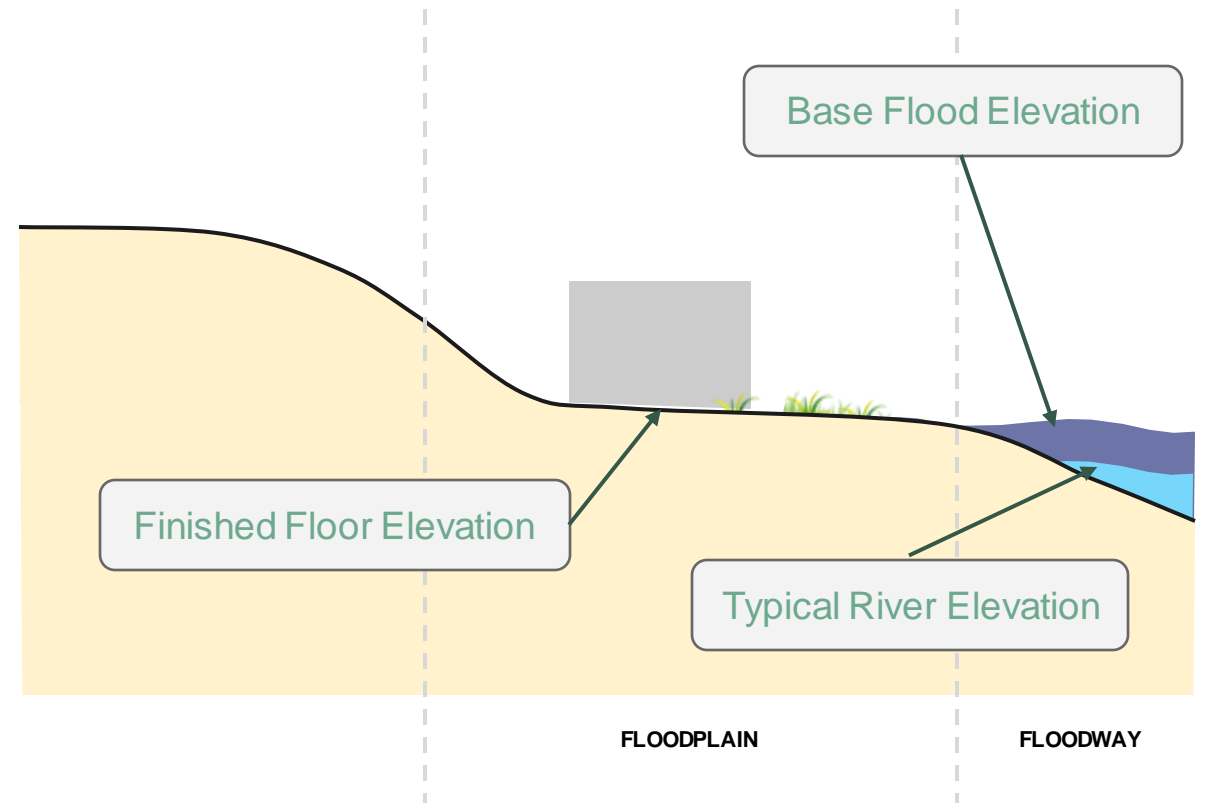 Base Flood Elevation
Finished Floor Elevation
Typical River Elevation
FLOODPLAIN
FLOODWAY